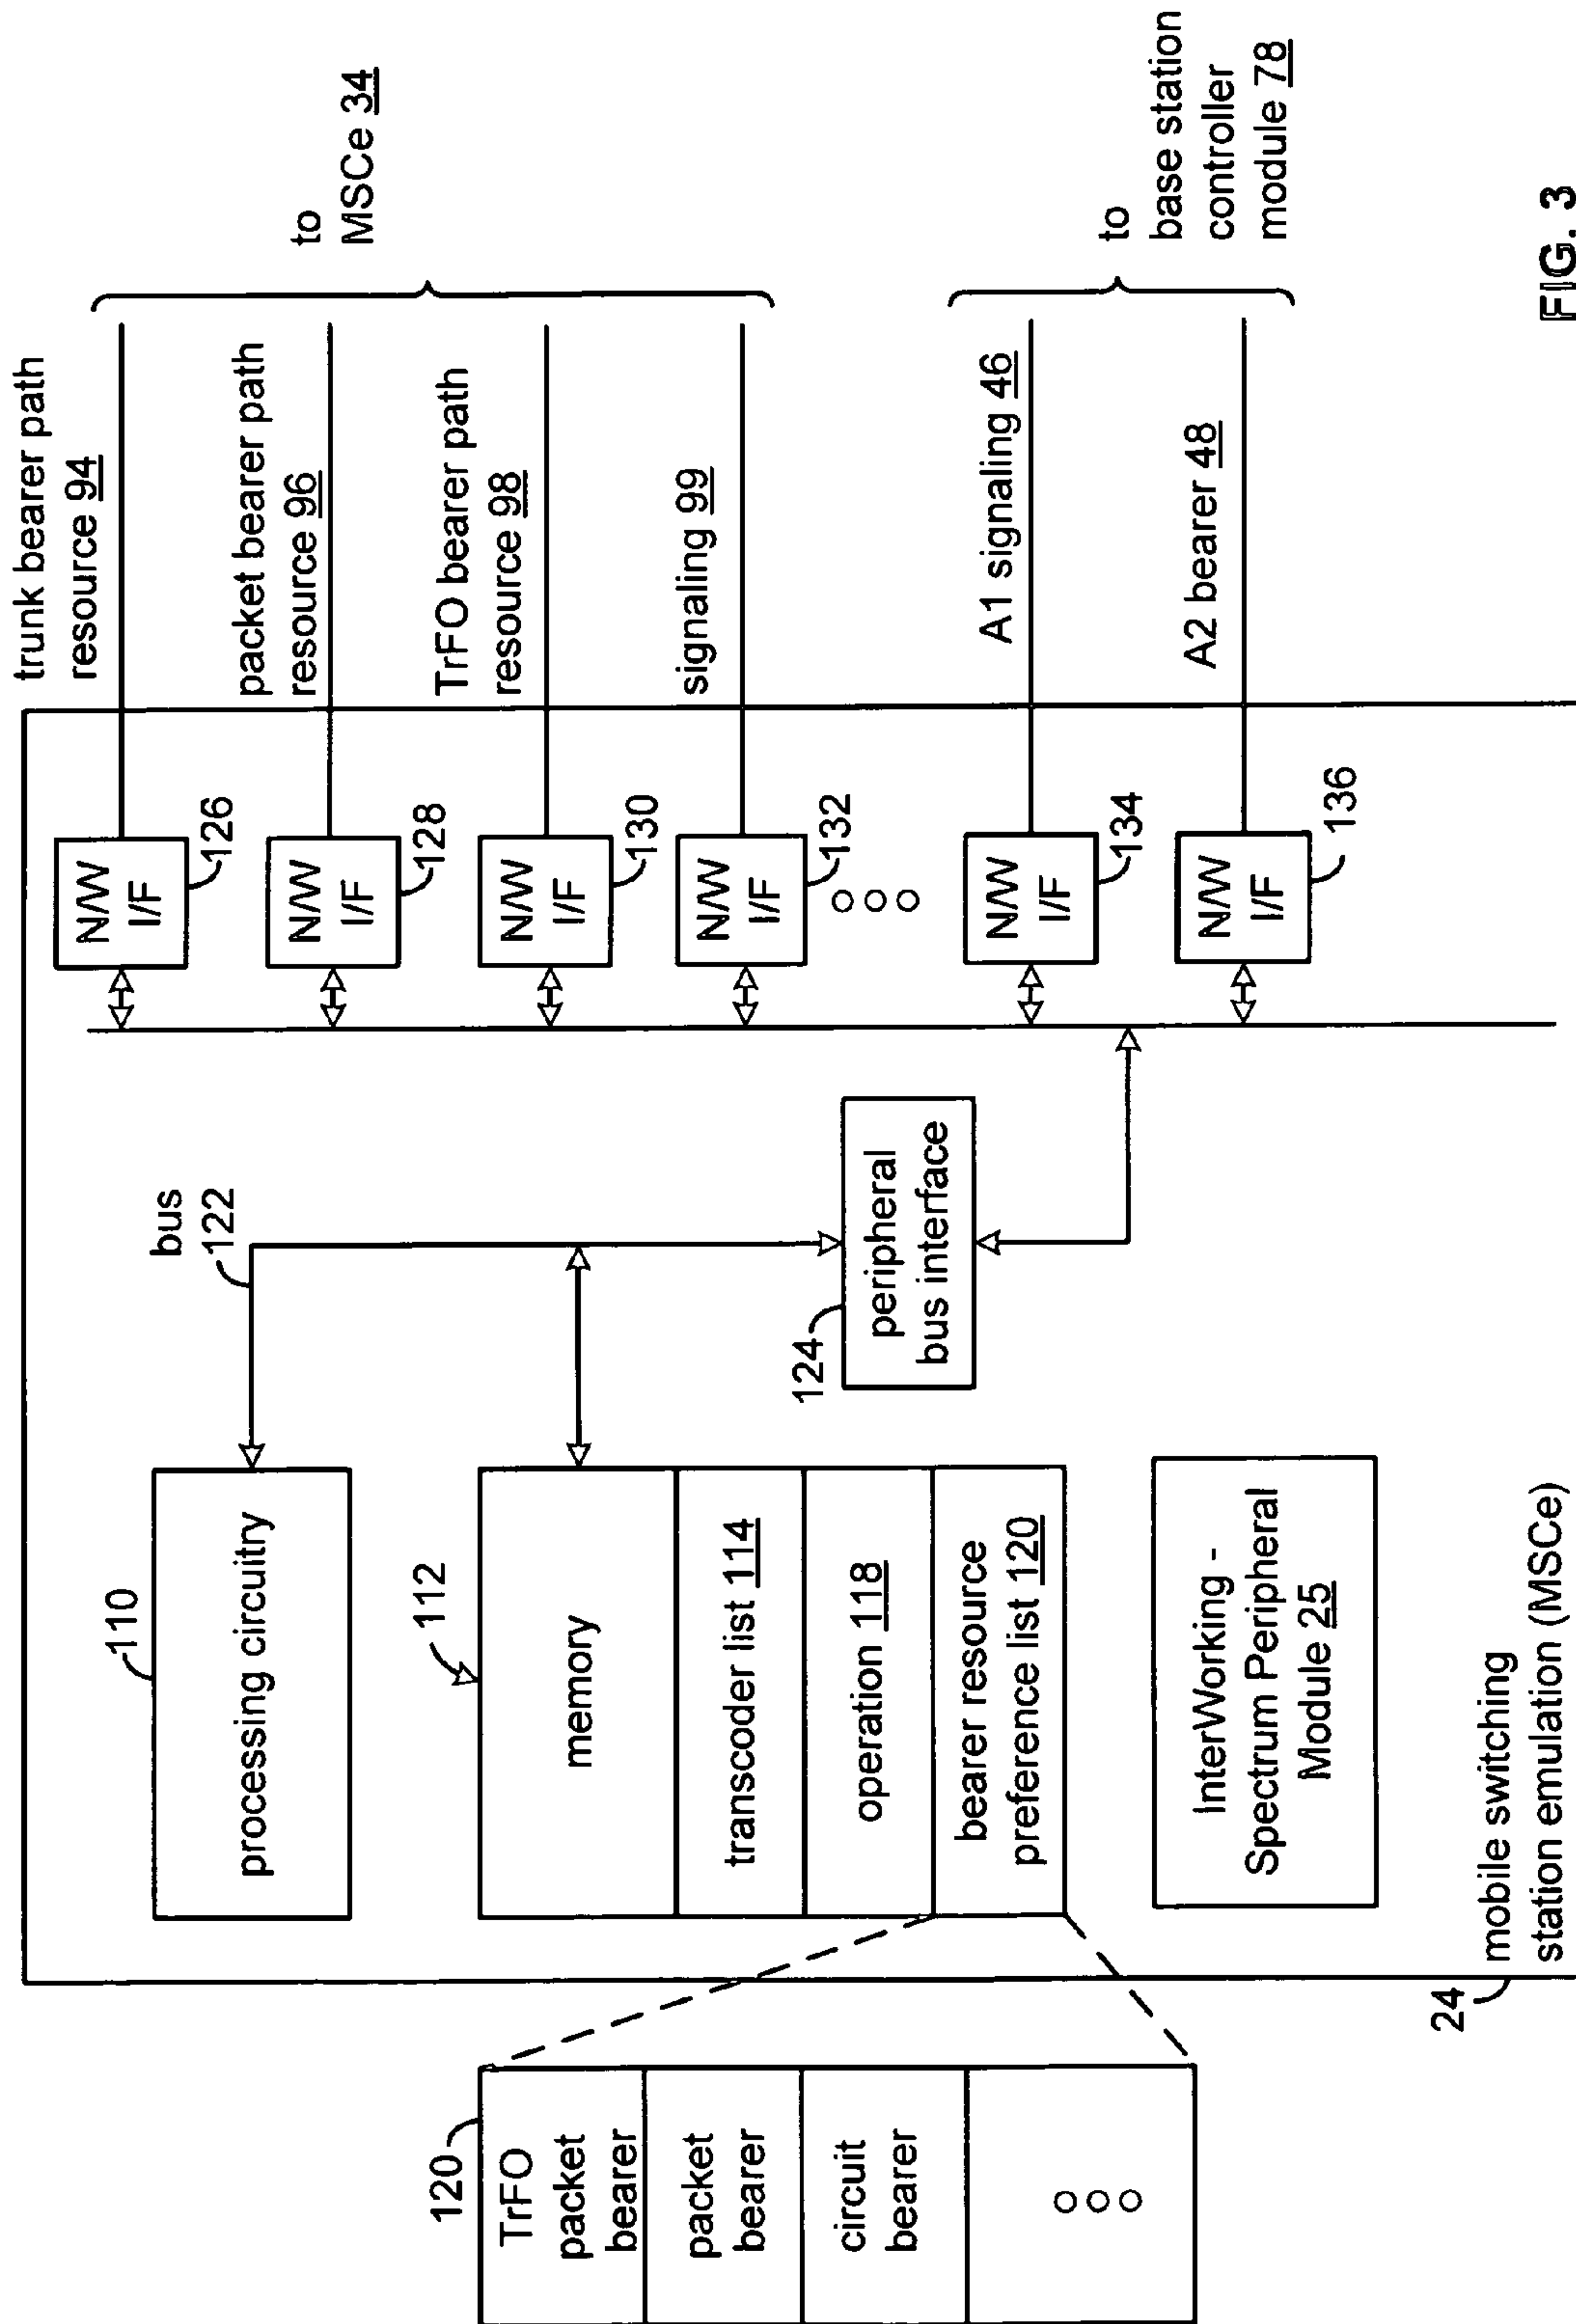 trunk bearer path
resource 94
packet bearer path
resource 96
TrFO bearer path
resource 98
signaling 99
to
MSCe 34
A1 signaling 46
A2 bearer 48
to
base station
controller
module 78
N/W
I/F
126
N/W
I/F
128
N/W
I/F
130
N/W
I/F
132
N/W
I/F
134
N/W
I/F
136
bus
122
124
peripheral
bus interface
110
processing circuitry
112
memory
transcoder list 114
operation 118
bearer resource
preference list 120
InterWorking -
Spectrum Peripheral
Module 25
24
mobile switching
station emulation (MSCe)
120
TrFO
packet
bearer
packet
bearer
circuit
bearer
FIG. 3